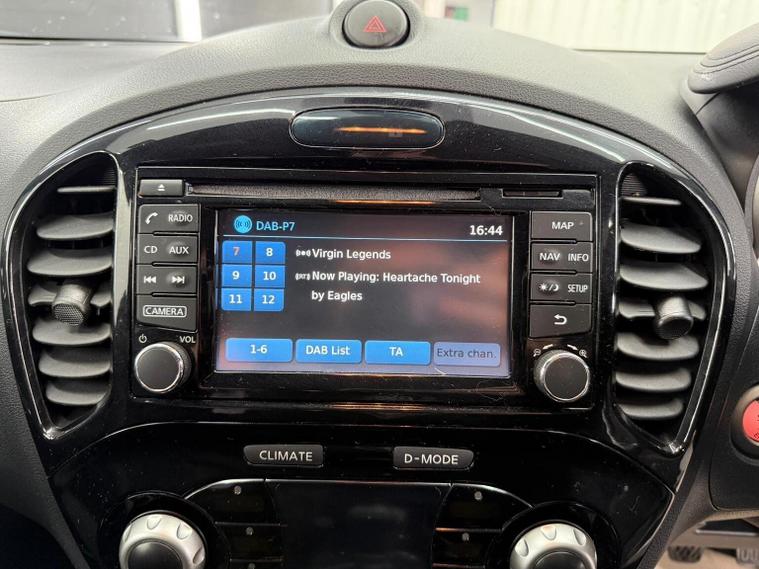 DAB-P7
16:44
7 8
9 10
11 12
Virgin Legends
Now Playing: Heartache Tonight
by Eagles
1-6
DAB List
TA
Extra chan.
RADIO
CD AUX
CAMERA
VOL
MAP
NAV INFO
SETUP
CLIMATE
D-MODE